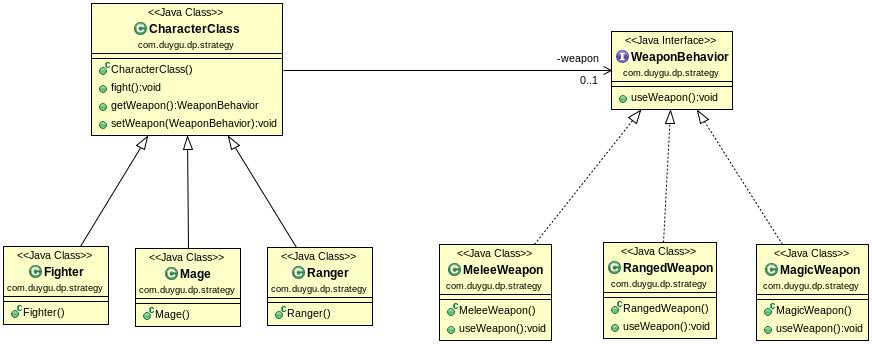 <<Java Class>>
CharacterClass
com.duygu.dp.strategy
CharacterClass()
fight():void
getWeapon():WeaponBehavior
setWeapon(WeaponBehavior):void
-weapon
0..1
<<Java Interface>>
WeaponBehavior
com.duygu.dp.strategy
useWeapon():void
<<Java Class>>
Fighter
com.duygu.dp.strategy
Fighter()
<<Java Class>>
Mage
com.duygu.dp.strategy
Mage()
<<Java Class>>
Ranger
com.duygu.dp.strategy
Ranger()
<<Java Class>>
MeleeWeapon
com.duygu.dp.strategy
MeleeWeapon()
useWeapon():void
<<Java Class>>
RangedWeapon
com.duygu.dp.strategy
RangedWeapon()
useWeapon():void
<<Java Class>>
MagicWeapon
com.duygu.dp.strategy
MagicWeapon()
useWeapon():void